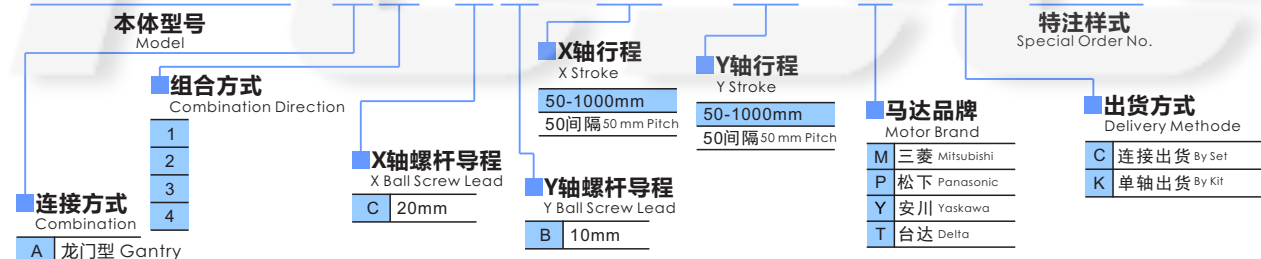 本体型号
Model
特注样式
Special Order No.
X轴行程
X Stroke
50-1000mm
50间隔50 mm Pitch
Y轴行程
Y Stroke
50-1000mm
50间隔50 mm Pitch
组合方式
Combination Direction
1
2
3
4
马达品牌
Motor Brand
M 三菱 Mitsubishi
P 松下 Panasonic
Y 安川 Yaskawa
T 台达 Delta
出货方式
Delivery Methode
C 连接出货 By Set
K 单轴出货 By Kit
X轴螺杆导程
X Ball Screw Lead
C 20mm
Y轴螺杆导程
Y Ball Screw Lead
B 10mm
连接方式
Combination
A 龙门型 Gantry